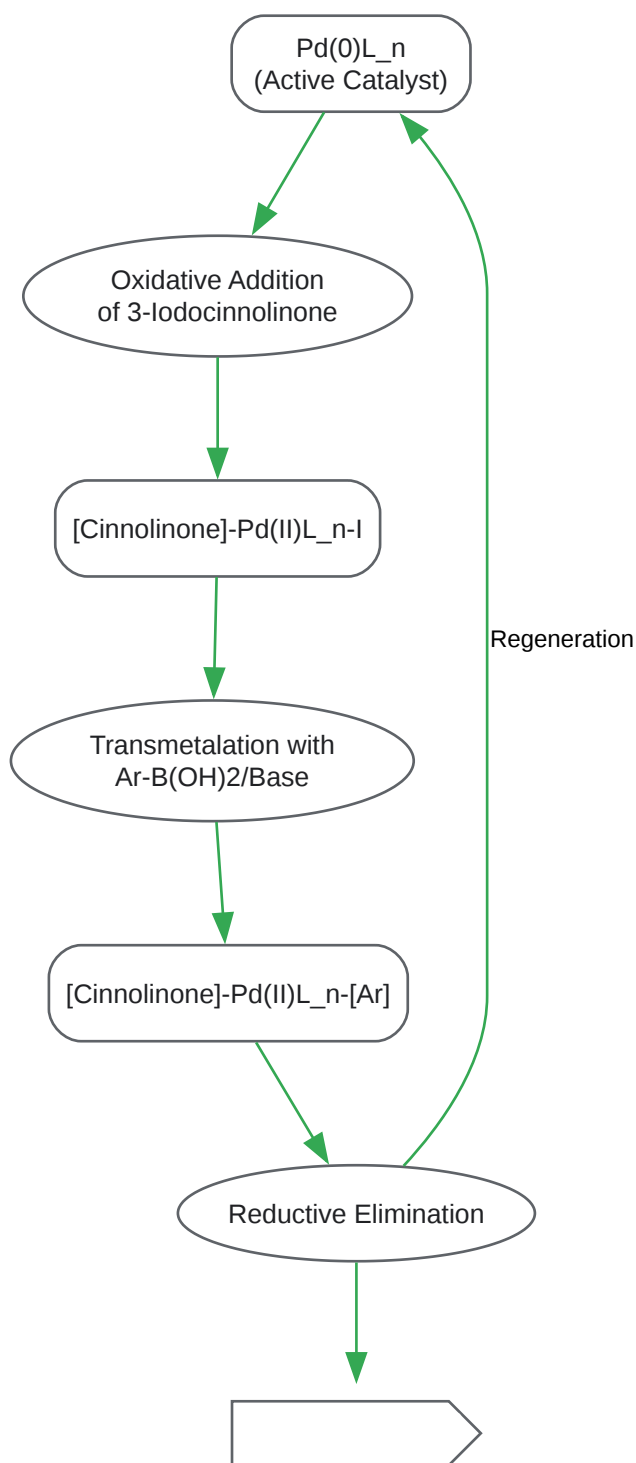 Pd(0)L_n
(Active Catalyst)
Oxidative Addition
of 3-Iodocinnolinone
[Cinnolinone]-Pd(II)L_n-I
Regeneration
Transmetalation with
Ar-B(OH)2/Base
[Cinnolinone]-Pd(II)L_n-[Ar]
Reductive Elimination